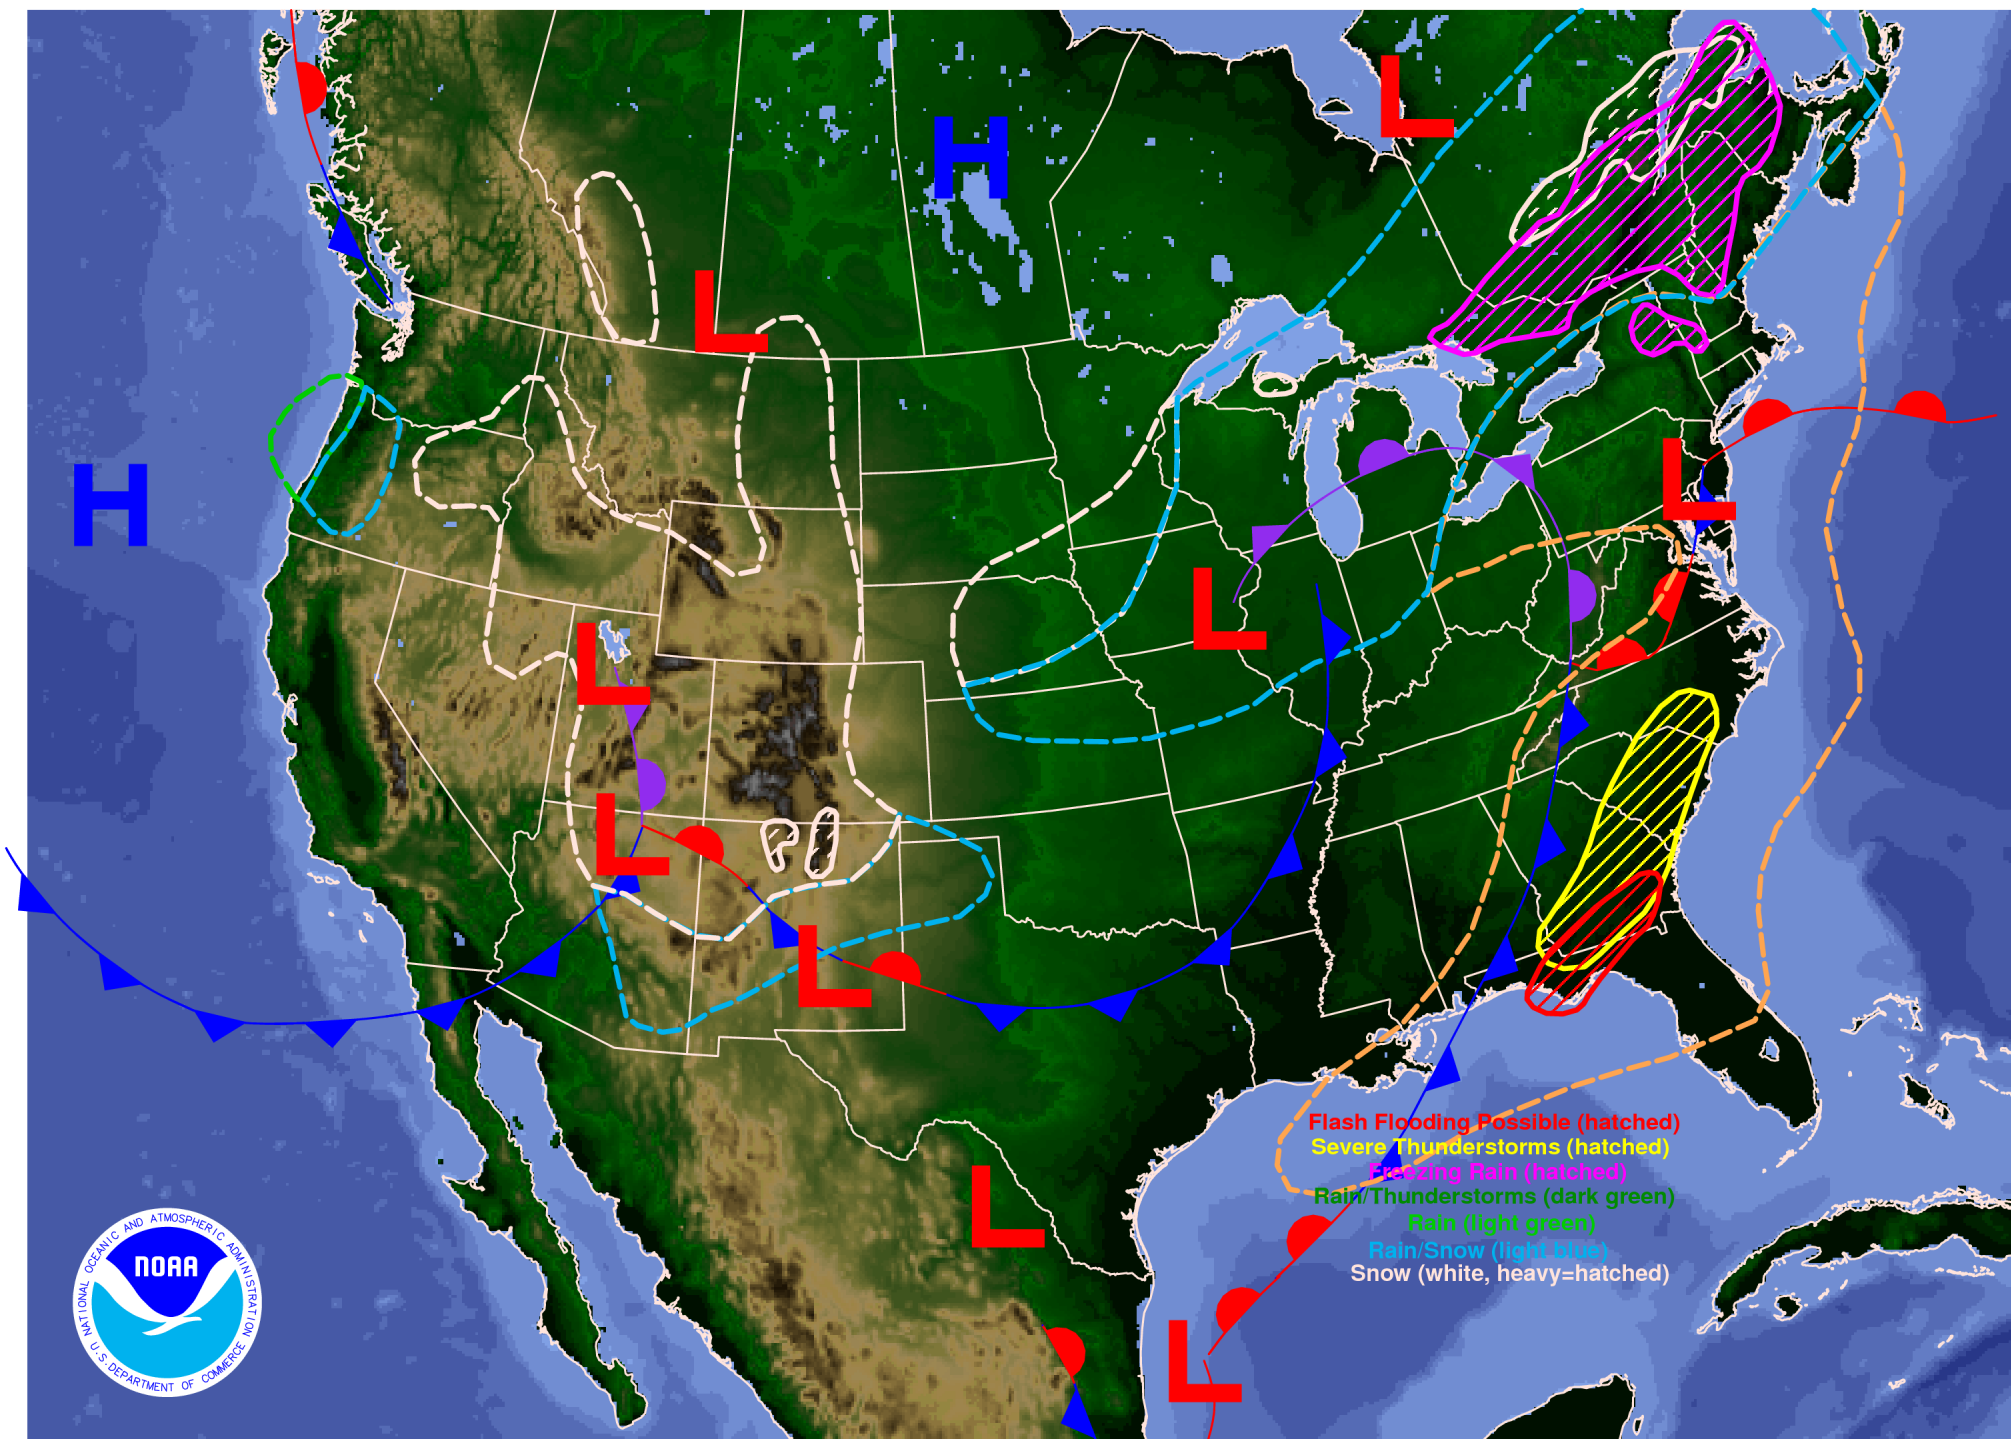 L
H
L
H
L
L
L
L
L
L
L
Flash Flooding Possible (hatched)
Severe Thunderstorms (hatched)
Freezing Rain (hatched)
Rain/Thunderstorms (dark green)
Rain (light green)
Rain/Snow (light blue)
Snow (white, heavy=hatched)
NATIONAL OCEANIC AND ATMOSPHERIC ADMINISTRATION
NOAA
U.S. DEPARTMENT OF COMMERCE